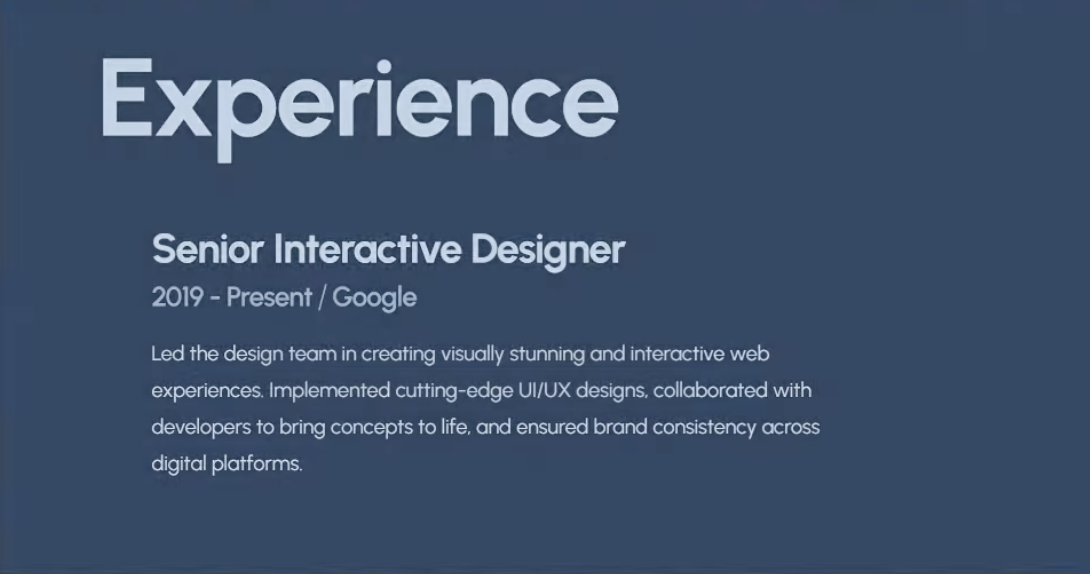 Experience
Senior Interactive Designer
2019 - Present / Google
Led the design team in creating visually stunning and interactive web
experiences. Implemented cutting-edge UI/UX designs, collaborated with
developers to bring concepts to life, and ensured brand consistency across
digital platforms.